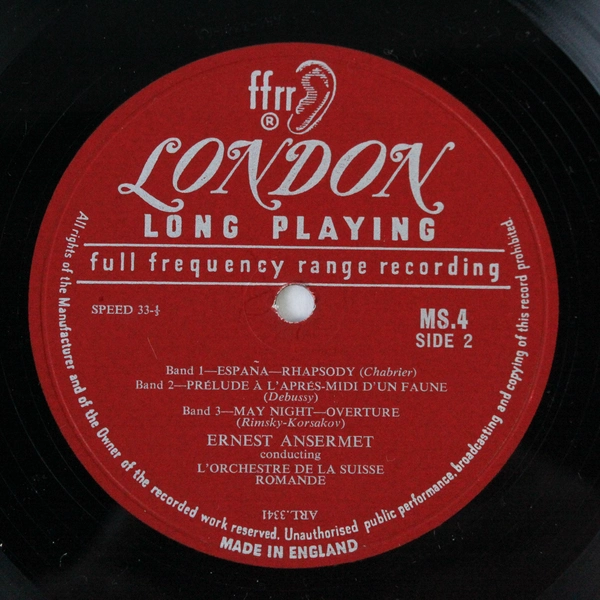 ffrr
®
LONDON
LONG PLAYING
full frequency range recording
SPEED 33-⅓
MS.4
SIDE 2
Band 1—ESPAÑA—RHAPSODY (Chabrier)
Band 2—PRÉLUDE À L'APRÈS-MIDI D'UN FAUNE
(Debussy)
Band 3—MAY NIGHT—OVERTURE
(Rimsky-Korsakov)
ERNEST ANSERMET
conducting
L'ORCHESTRE DE LA SUISSE
ROMANDE
ARL.3341
All rights of the Manufacturer and of the Owner of the recorded work reserved. Unauthorised public performance, broadcasting and copying of this record prohibited.
MADE IN ENGLAND